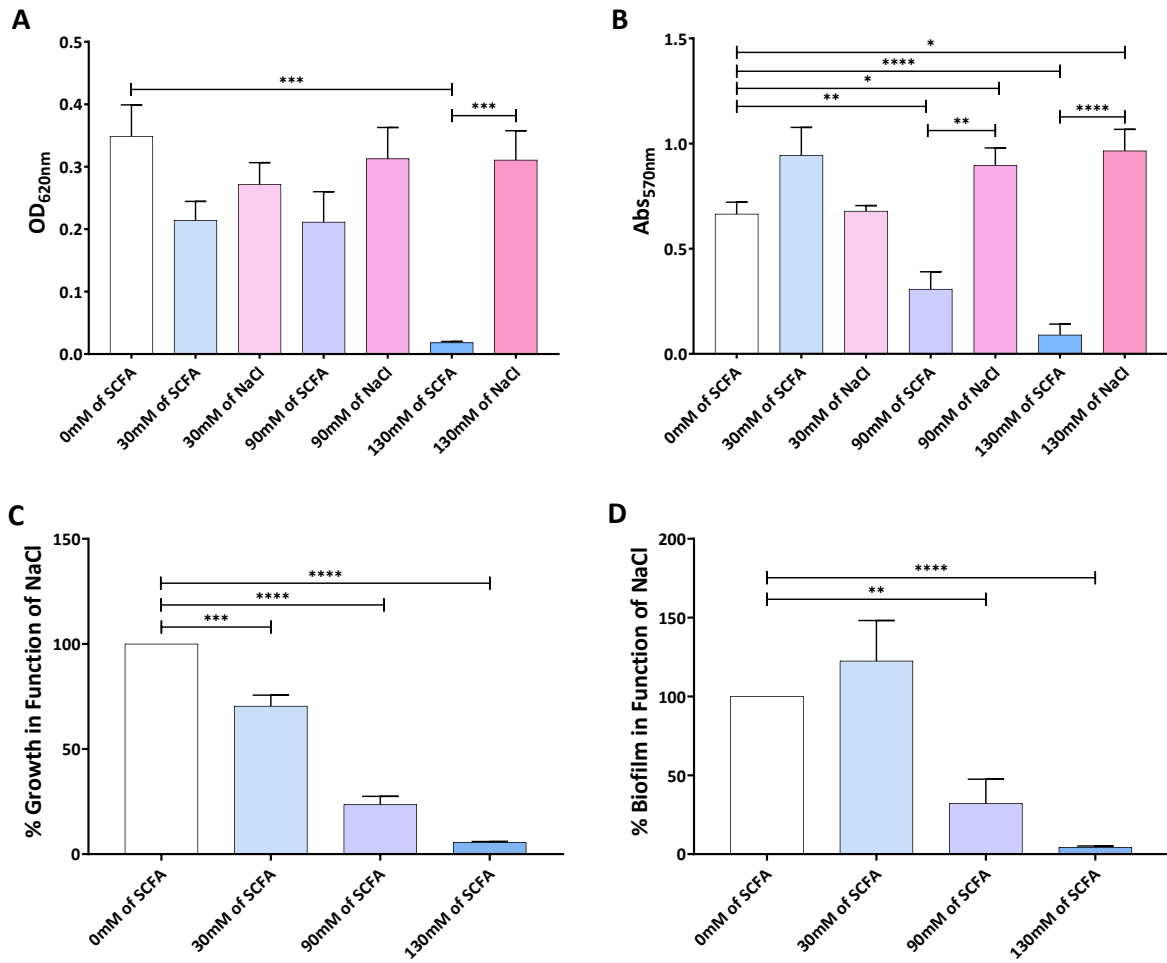 A
OD620nm
0.5
0.4
0.3
0.2
0.1
0.0
***
***
0mM of SCFA
30mM of SCFA
30mM of NaCl
90mM of SCFA
90mM of NaCl
130mM of SCFA
130mM of NaCl
B
Abs570nm
1.5
1.0
0.5
0.0
*
****
*
**
**
****
0mM of SCFA
30mM of SCFA
30mM of NaCl
90mM of SCFA
90mM of NaCl
130mM of SCFA
130mM of NaCl
C
% Growth in Function of NaCl
150
100
50
0
****
****
***
0mM of SCFA
30mM of SCFA
90mM of SCFA
130mM of SCFA
D
% Biofilm in Function of NaCl
200
150
100
50
0
****
**
0mM of SCFA
30mM of SCFA
90mM of SCFA
130mM of SCFA